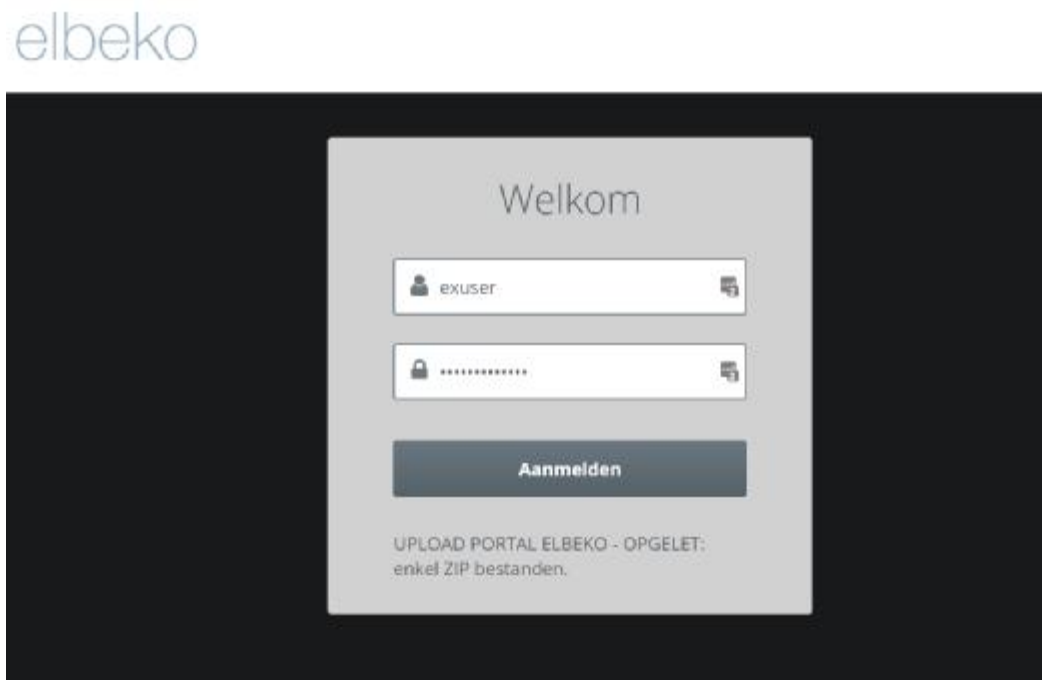 elbeko
Welkom
exuser
•••••••••••••
Aanmelden
UPLOAD PORTAL ELBEKO - OPGELET:
enkel ZIP bestanden.